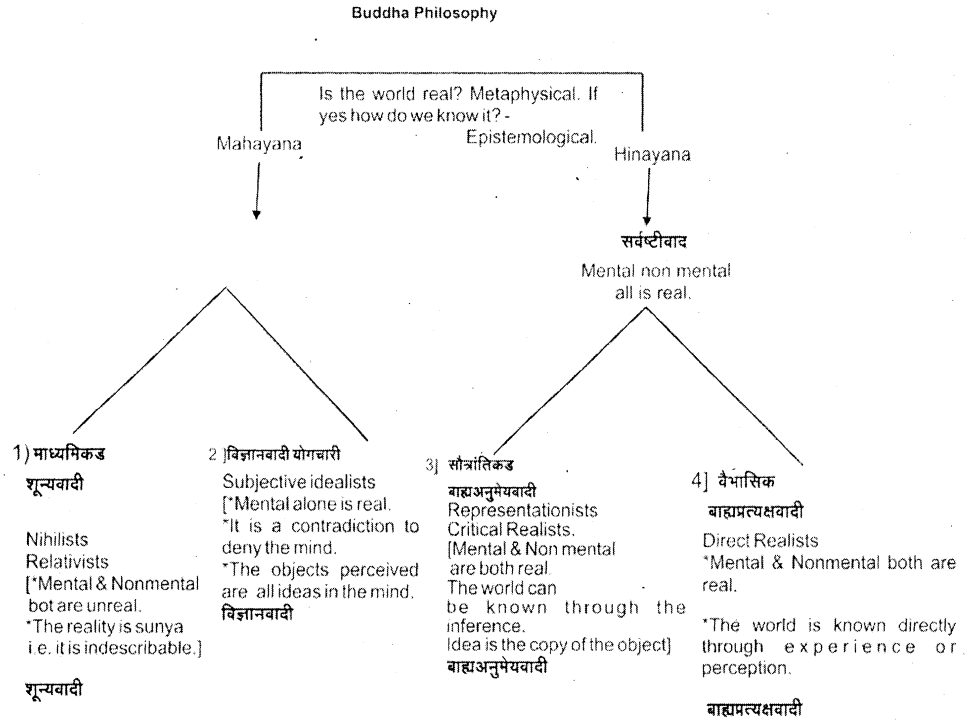 Buddha Philosophy
Is the world real? Metaphysical. If
yes how do we know it? -
Epistemological.
Mahayana
Hinayana
सर्वष्टीवाद
Mental non mental
all is real.
1) माध्यमिकड
शून्यवादी
Nihilists
Relativists
[*Mental & Nonmental
bot are unreal.
*The reality is sunya
i.e. it is indescribable.]
शून्यवादी
2 ]विज्ञानवादी योगचारी
Subjective idealists
[*Mental alone is real.
*It is a contradiction to
deny the mind.
*The objects perceived
are all ideas in the mind.
विज्ञानवादी
3] सौत्रांतिकड
बाह्यअनुमेयवादी
Representationists
Critical Realists.
[Mental & Non mental
are both real
The world can
be known through the
inference.
Idea is the copy of the object]
बाह्यअनुमेयवादी
4] वैभासिक
बाह्यप्रत्यक्षवादी
Direct Realists
*Mental & Nonmental both are
real.
*The world is known directly
through experience or
perception.
बाह्यप्रत्यक्षवादी